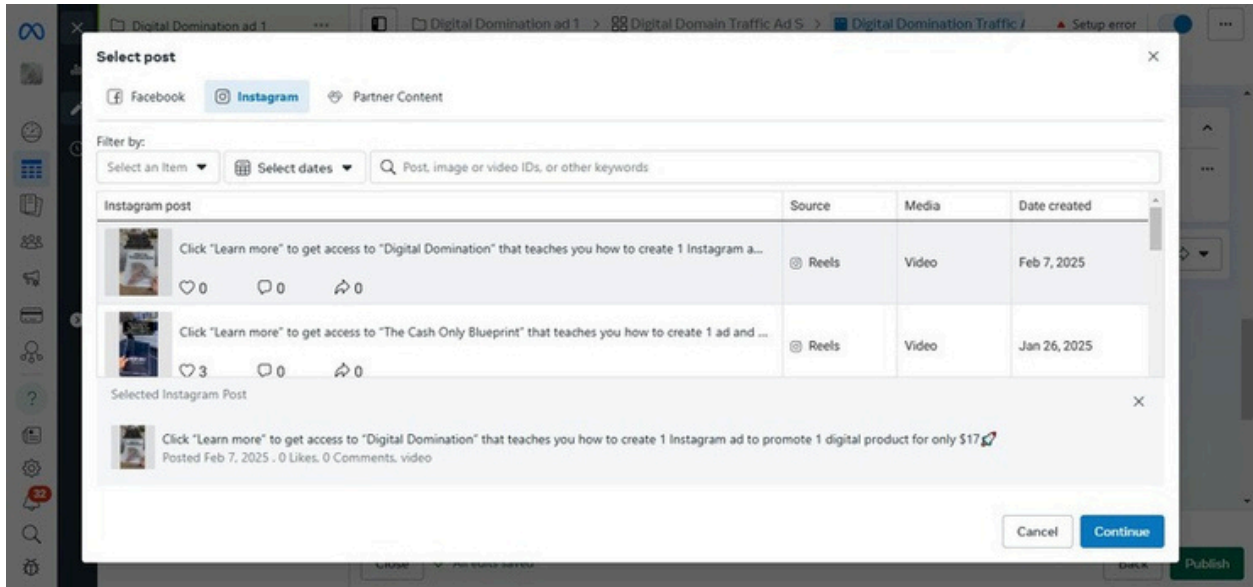 Digital Domination ad 1
Digital Domination ad 1 > Digital Domain Traffic Ad S > Digital Domination Traffic
Setup error
Select post
Facebook
Instagram
Partner Content
Filter by:
Select an Item
Select dates
Post, image or video IDs, or other keywords
Instagram post Source Media Date created
Click "Learn more" to get access to "Digital Domination" that teaches you how to create 1 Instagram a...
Reels Video Feb 7, 2025
0 0 0
Click "Learn more" to get access to "The Cash Only Blueprint" that teaches you how to create 1 ad and ...
Reels Video Jan 26, 2025
3 0 0
Selected Instagram Post
Click "Learn more" to get access to "Digital Domination" that teaches you how to create 1 Instagram ad to promote 1 digital product for only $17🚀
Posted Feb 7, 2025 . 0 Likes, 0 Comments, video
32
Cancel
Continue
Close
All edits saved
Back
Publish